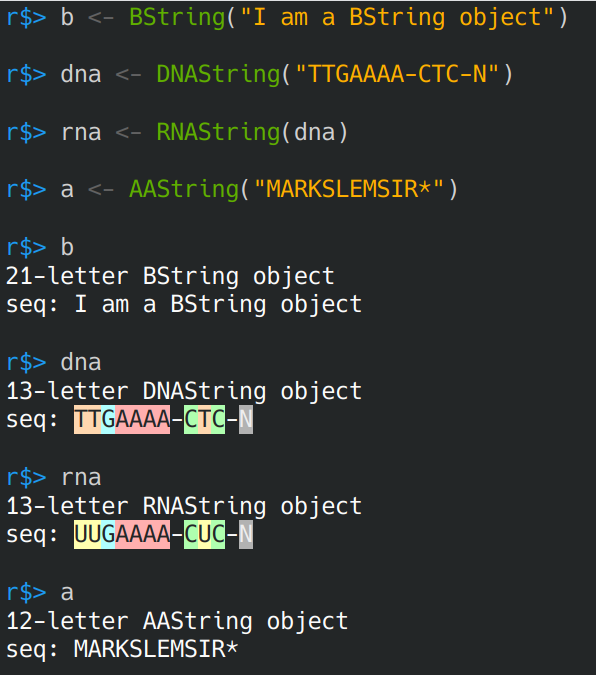 r$> b <- BString("I am a BString object")
r$> dna <- DNAString("TTGAAAA-CTC-N")
r$> rna <- RNAString(dna)
r$> a <- AAString("MARKSLEMSIR*")
r$> b
21-letter BString object
seq: I am a BString object
r$> dna
13-letter DNAString object
seq: TTGAAAA-CTC-N
r$> rna
13-letter RNAString object
seq: UUGAAAA-CUC-N
r$> a
12-letter AAString object
seq: MARKSLEMSIR*